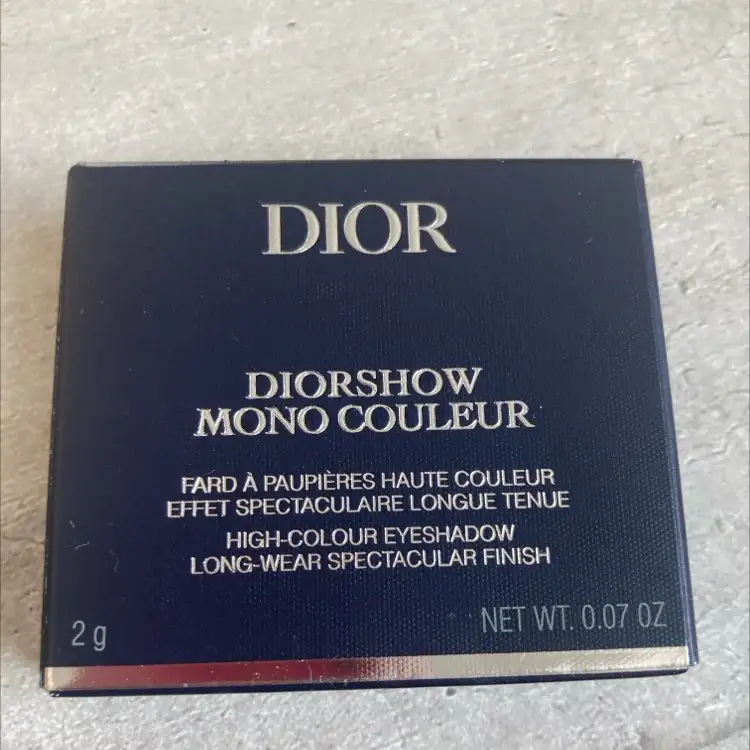 DIOR
DIORSHOW
MONO COULEUR
FARD À PAUPIÈRES HAUTE COULEUR
EFFET SPECTACULAIRE LONGUE TENUE
HIGH-COLOUR EYESHADOW
LONG-WEAR SPECTACULAR FINISH
2 g NET WT. 0.07 OZ